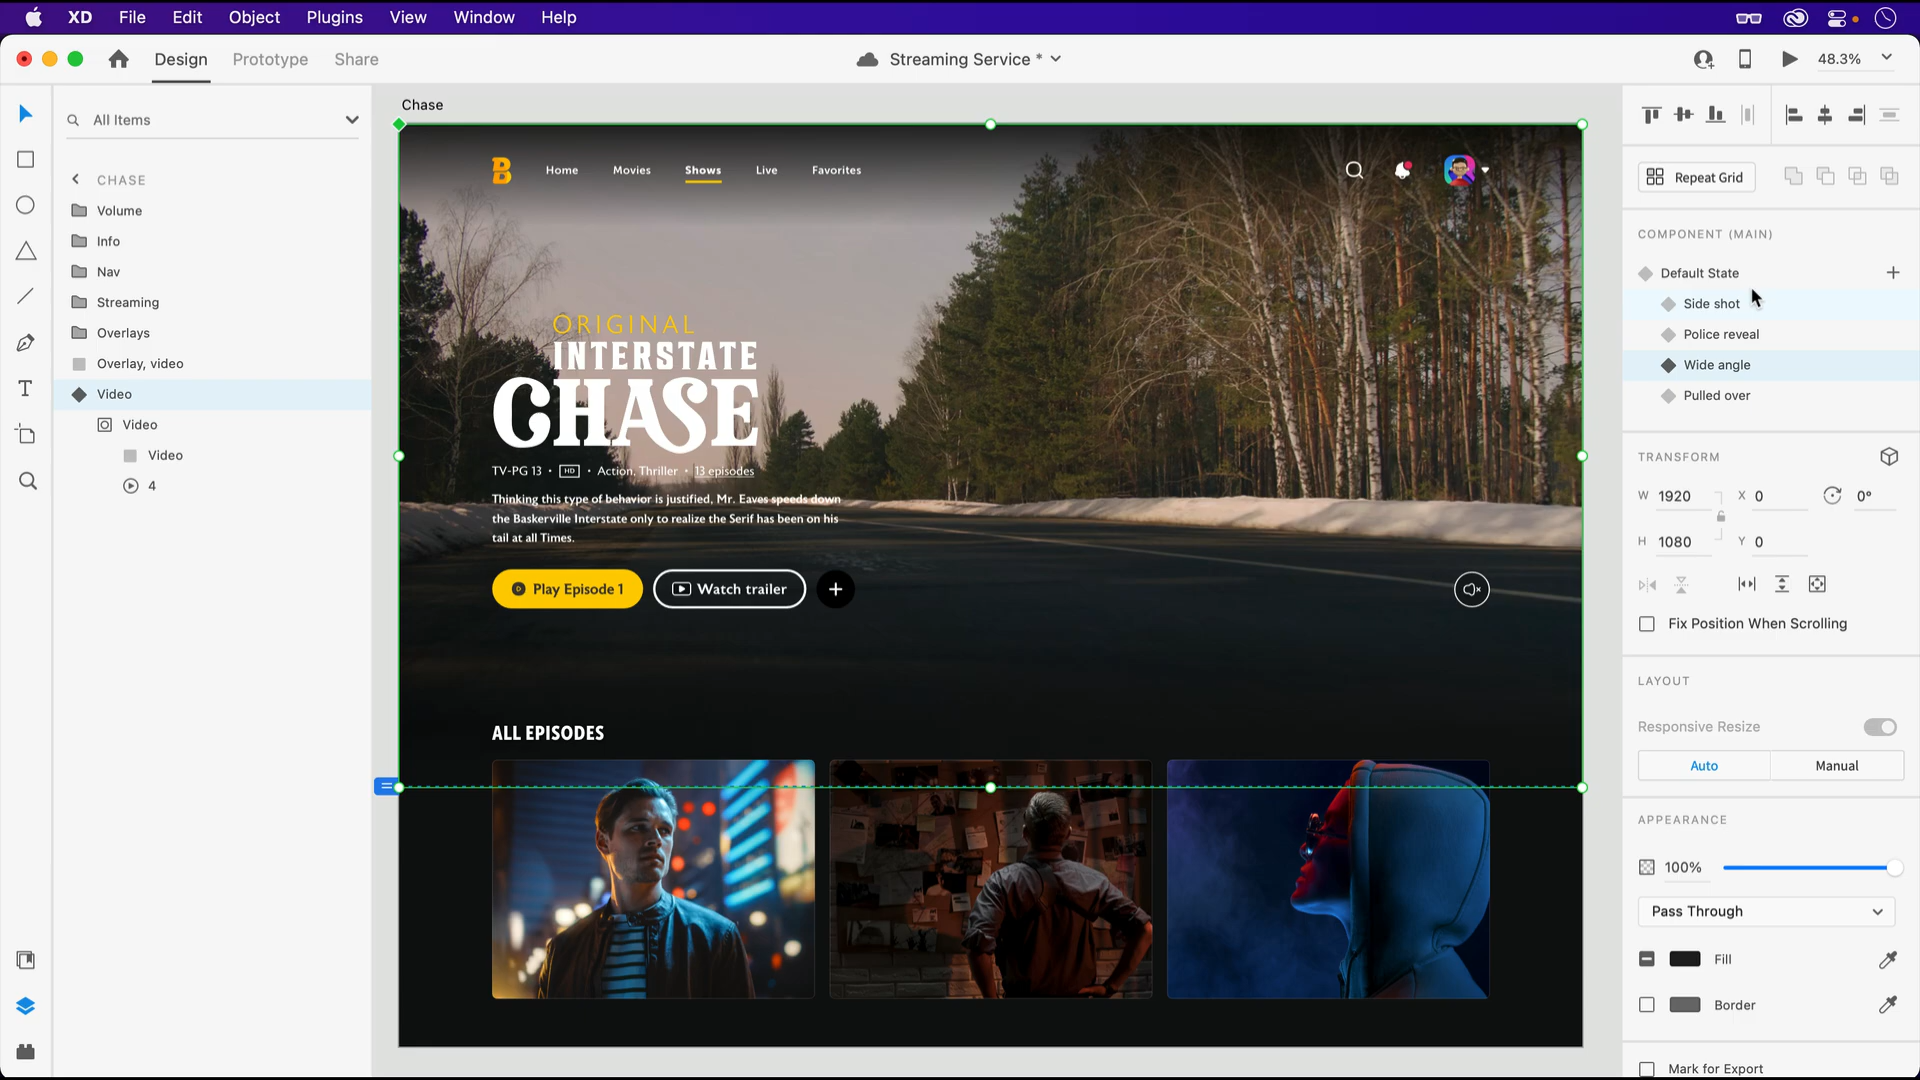 XD File Edit Object Plugins View Window Help
Design Prototype Share
Streaming Service *
48.3%
All Items
CHASE
Volume
Info
Nav
Streaming
Overlays
Overlay, video
Video
Video
Video
4
Chase
B Home Movies Shows Live Favorites
ORIGINAL
INTERSTATE
CHASE
TV-PG 13 • HD • Action, Thriller • 13 episodes
Thinking this type of behavior is justified, Mr. Eaves speeds down
the Baskerville Interstate only to realize the Serif has been on his
tail at all Times.
Play Episode 1 Watch trailer +
ALL EPISODES
Repeat Grid
COMPONENT (MAIN)
Default State +
Side shot
Police reveal
Wide angle
Pulled over
TRANSFORM
W 1920 X 0 0°
H 1080 Y 0
Fix Position When Scrolling
LAYOUT
Responsive Resize
Auto Manual
APPEARANCE
100%
Pass Through
Fill
Border
Mark for Export